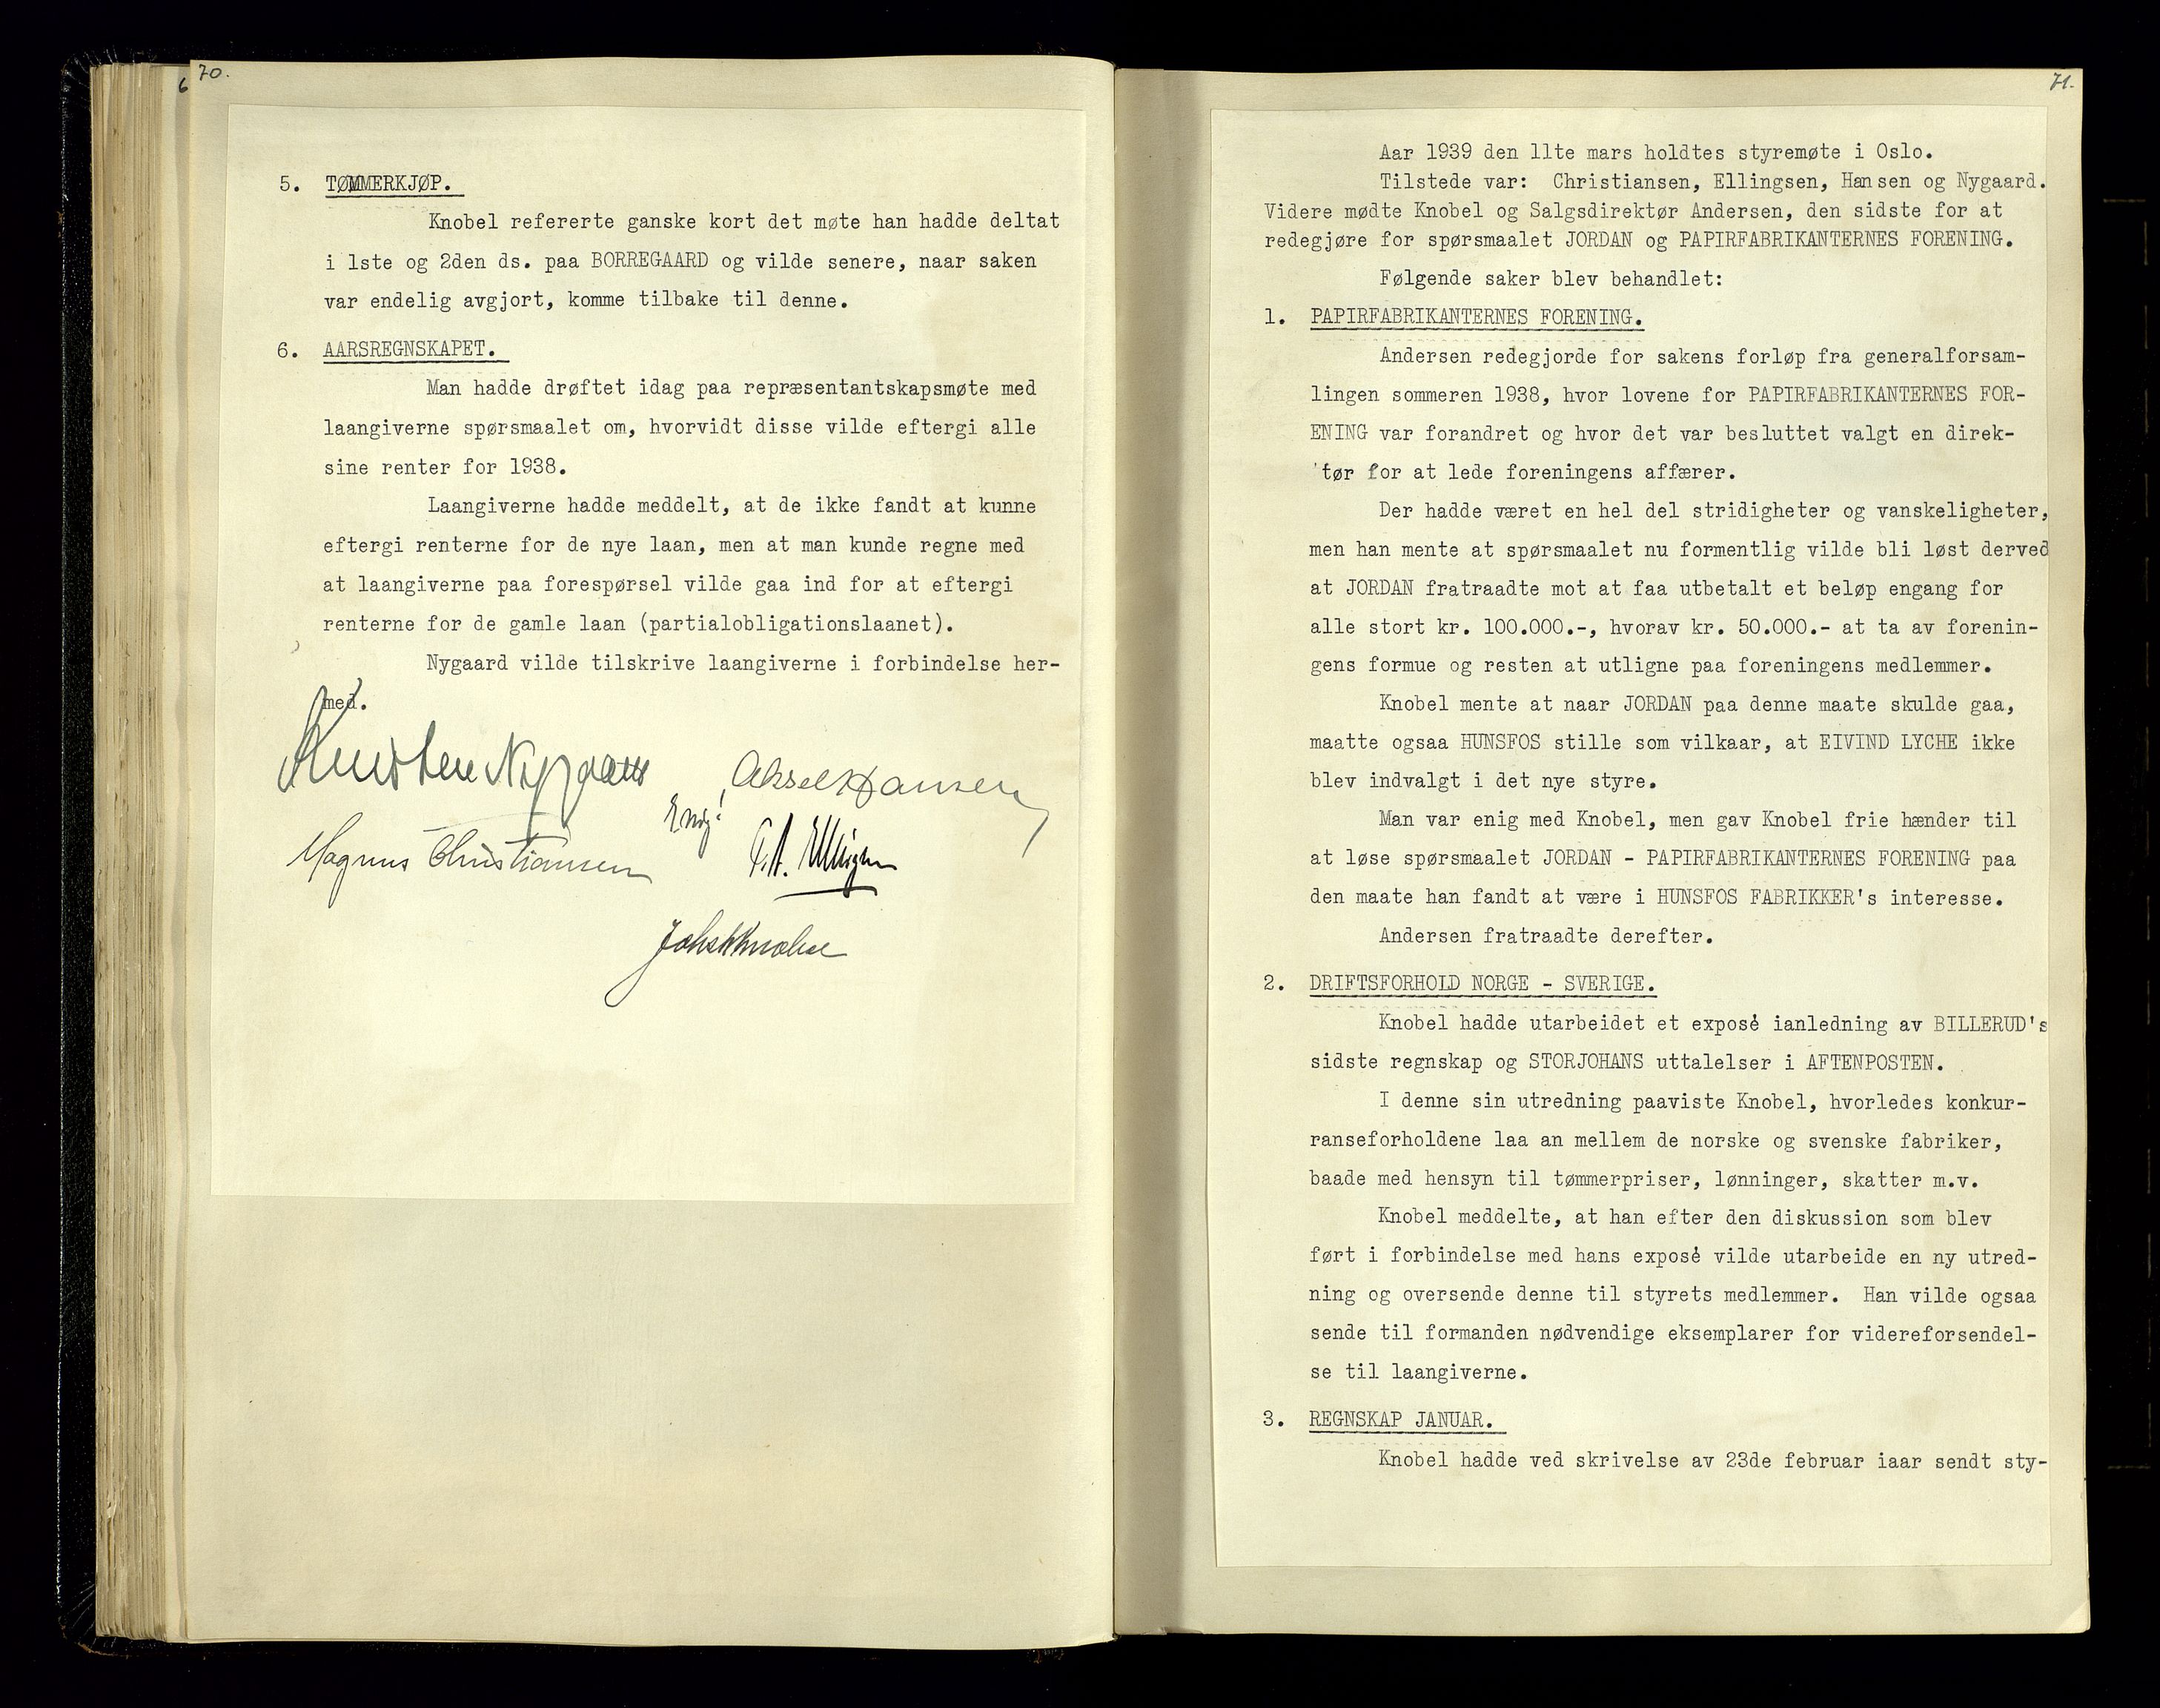 70.
6
5. TØMMERKJØP.
Knobel refererte ganske kort det møte han hadde deltat
i 1ste og 2den ds. paa BORREGAARD og vilde senere, naar saken
var endelig avgjort, komme tilbake til denne.
6. AARSREGNSKAPET.
Man hadde drøftet idag paa repræsentantskapsmøte med
laangiverne spørsmaalet om, hvorvidt disse vilde eftergi alle
sine renter for 1938.
Laangiverne hadde meddelt, at de ikke fandt at kunne
eftergi renterne for de nye laan, men at man kunde regne med
at laangiverne paa forespørsel vilde gaa ind for at eftergi
renterne for de gamle laan (partialobligationslaanet).
Nygaard vilde tilskrive laangiverne i forbindelse her-
med.
Nygaard Aksel Hansen
Enig!
Magnus Christiansen Ellingsen
Knobel
71.
Aar 1939 den 11te mars holdtes styremøte i Oslo.
Tilstede var: Christiansen, Ellingsen, Hansen og Nygaard.
Videre mødte Knobel og Salgsdirektør Andersen, den sidste for at
redegjøre for spørsmaalet JORDAN og PAPIRFABRIKANTERNES FORENING.
Følgende saker blev behandlet:
1. PAPIRFABRIKANTERNES FORENING.
Andersen redegjorde for sakens forløp fra generalforsam-
lingen sommeren 1938, hvor lovene for PAPIRFABRIKANTERNES FOR-
ENING var forandret og hvor det var besluttet valgt en direk-
tør for at lede foreningens affærer.
Der hadde været en hel del stridigheter og vanskeligheter,
men han mente at spørsmaalet nu formentlig vilde bli løst derved
at JORDAN fratraadte mot at faa utbetalt et beløp engang for
alle stort kr. 100.000.-, hvorav kr. 50.000.- at ta av forenin-
gens formue og resten at utligne paa foreningens medlemmer.
Knobel mente at naar JORDAN paa denne maate skulde gaa,
maatte ogsaa HUNSFOS stille som vilkaar, at EIVIND LYCHE ikke
blev indvalgt i det nye styre.
Man var enig med Knobel, men gav Knobel frie hænder til
at løse spørsmaalet JORDAN - PAPIRFABRIKANTERNES FORENING paa
den maate han fandt at være i HUNSFOS FABRIKKER's interesse.
Andersen fratraadte derefter.
2. DRIFTSFORHOLD NORGE - SVERIGE.
Knobel hadde utarbeidet et exposé ianledning av BILLERUD's
sidste regnskap og STORJOHANS uttalelser i AFTENPOSTEN.
I denne sin utredning paaviste Knobel, hvorledes konkur-
ranseforholdene laa an mellem de norske og svenske fabriker,
baade med hensyn til tømmerpriser, lønninger, skatter m.v.
Knobel meddelte, at han efter den diskussion som blev
ført i forbindelse med hans exposé vilde utarbeide en ny utred-
ning og oversende denne til styrets medlemmer. Han vilde ogsaa
sende til formanden nødvendige eksemplarer for videreforsendel-
se til laangiverne.
3. REGNSKAP JANUAR.
Knobel hadde ved skrivelse av 23de februar iaar sendt sty-